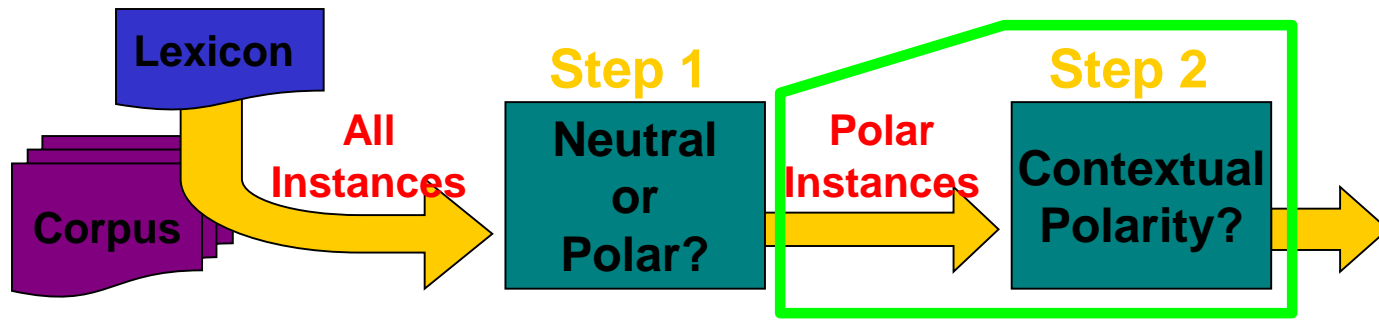 Lexicon
Corpus
All
Instances
Step 1
Neutral
or
Polar?
Polar
Instances
Step 2
Contextual
Polarity?